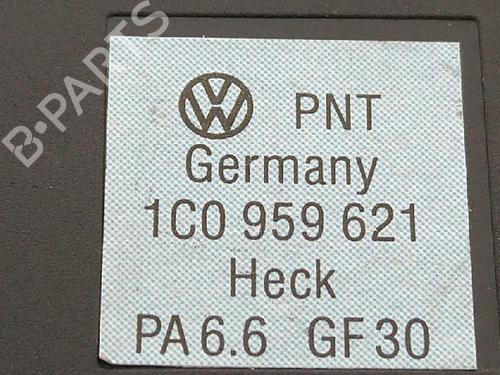 B-PARTS
VW PNT
Germany
1C0 959 621
Heck
PA 6.6 GF 30